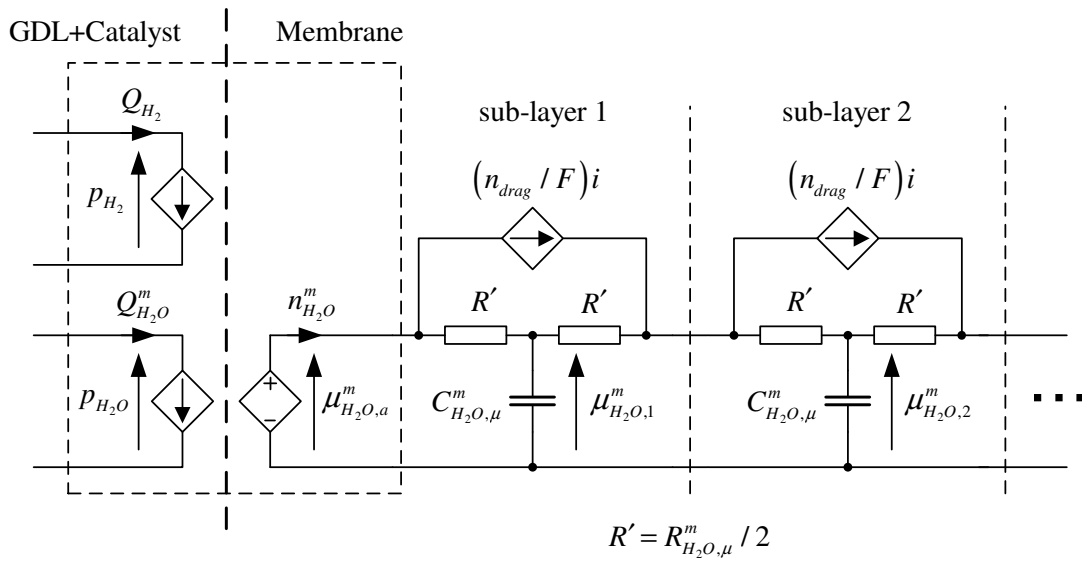 GDL+Catalyst
Membrane
sub-layer 1
sub-layer 2
Q_{H_2}
(n_{drag} / F)i
(n_{drag} / F)i
p_{H_2}
Q^m_{H_2O}
n^m_{H_2O}
R′
R′
R′
R′
p_{H_2O}
+
−
μ^m_{H_2O,a}
C^m_{H_2O,μ}
μ^m_{H_2O,1}
C^m_{H_2O,μ}
μ^m_{H_2O,2}
...
R′ = R^m_{H_2O,μ} / 2